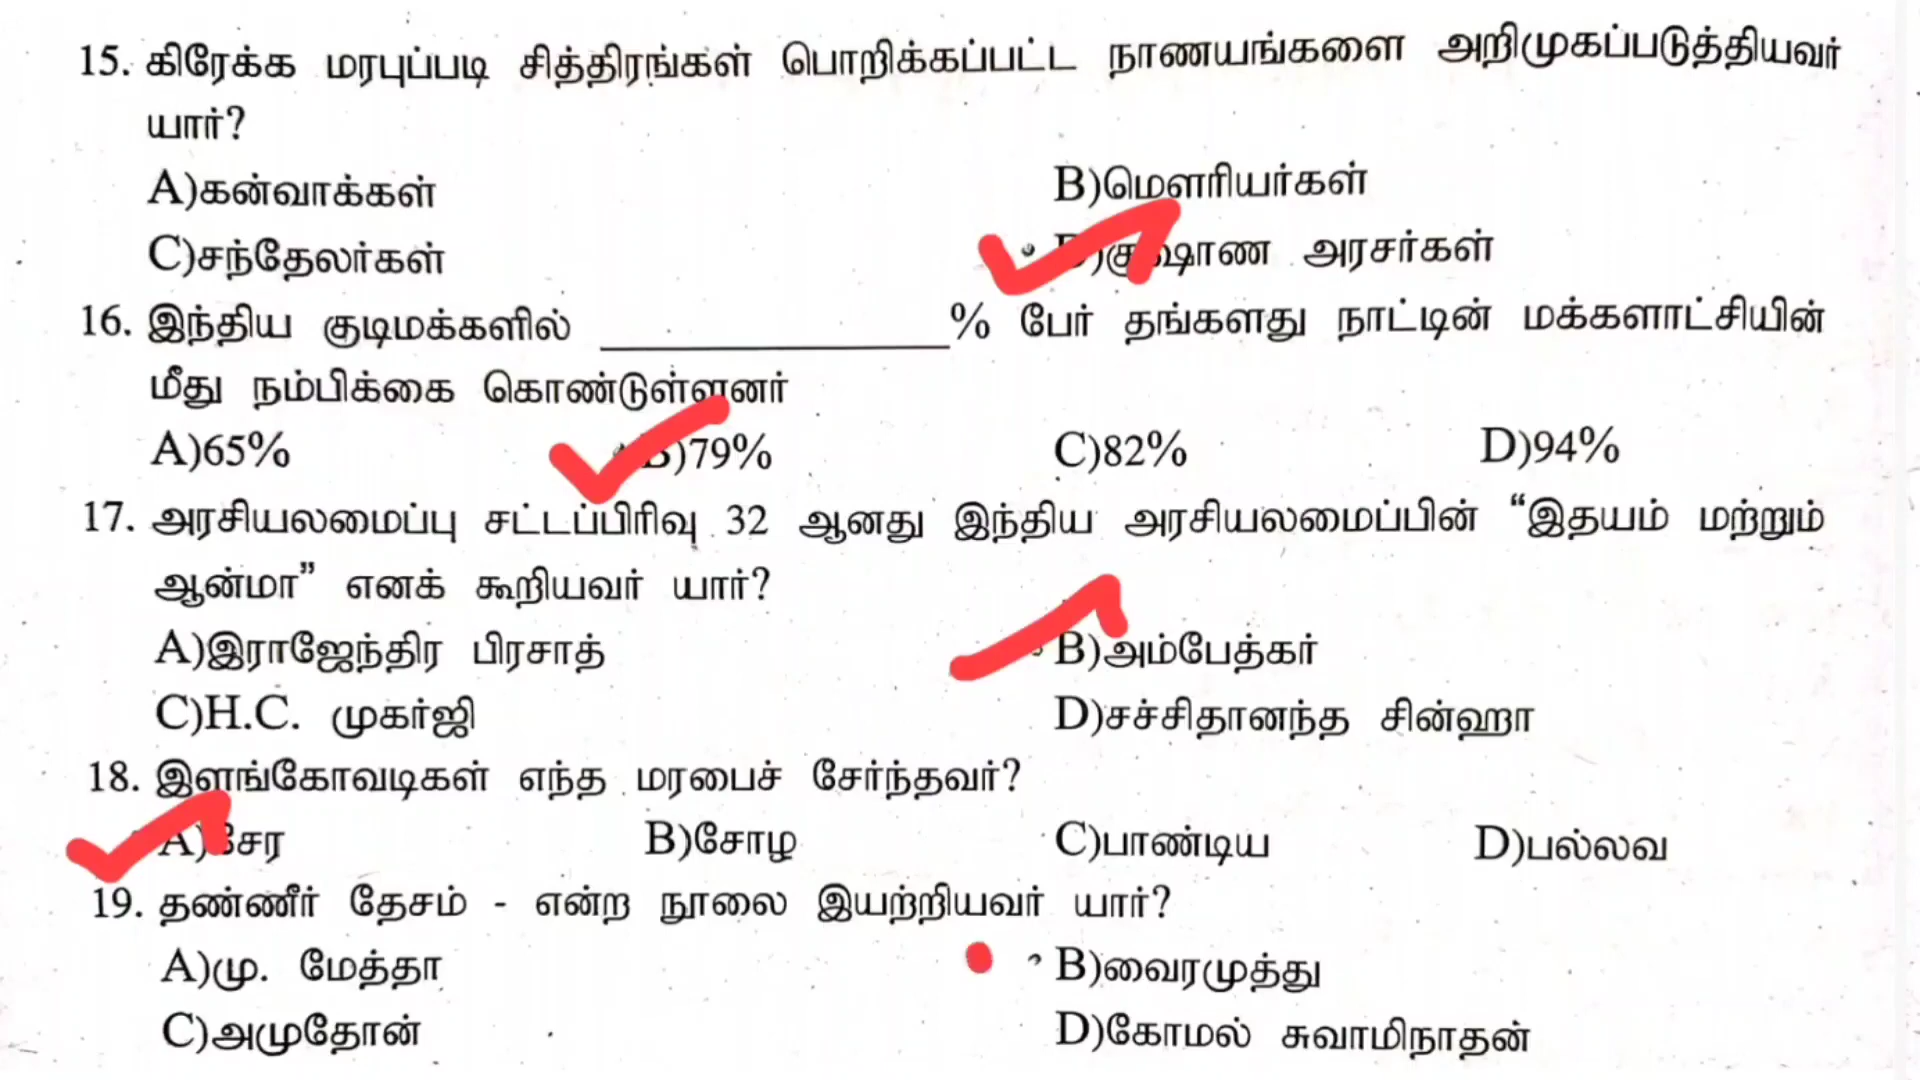 15. கிரேக்க மரபுப்படி சித்திரங்கள் பொறிக்கப்பட்ட நாணயங்களை அறிமுகப்படுத்தியவர்
யார்?
A)கன்வாக்கள் B)மௌரியர்கள்
C)சந்தேலர்கள் D)குஷாண அரசர்கள்
16. இந்திய குடிமக்களில் ____________% பேர் தங்களது நாட்டின் மக்களாட்சியின்
மீது நம்பிக்கை கொண்டுள்ளனர்
A)65% B)79% C)82% D)94%
17. அரசியலமைப்பு சட்டப்பிரிவு 32 ஆனது இந்திய அரசியலமைப்பின் “இதயம் மற்றும்
ஆன்மா” எனக் கூறியவர் யார்?
A)இராஜேந்திர பிரசாத் B)அம்பேத்கர்
C)H.C. முகர்ஜி D)சச்சிதானந்த சின்ஹா
18. இளங்கோவடிகள் எந்த மரபைச் சேர்ந்தவர்?
A)சேர B)சோழ C)பாண்டிய D)பல்லவ
19. தண்ணீர் தேசம் - என்ற நூலை இயற்றியவர் யார்?
A)மு. மேத்தா B)வைரமுத்து
C)அமுதோன் D)கோமல் சுவாமிநாதன்